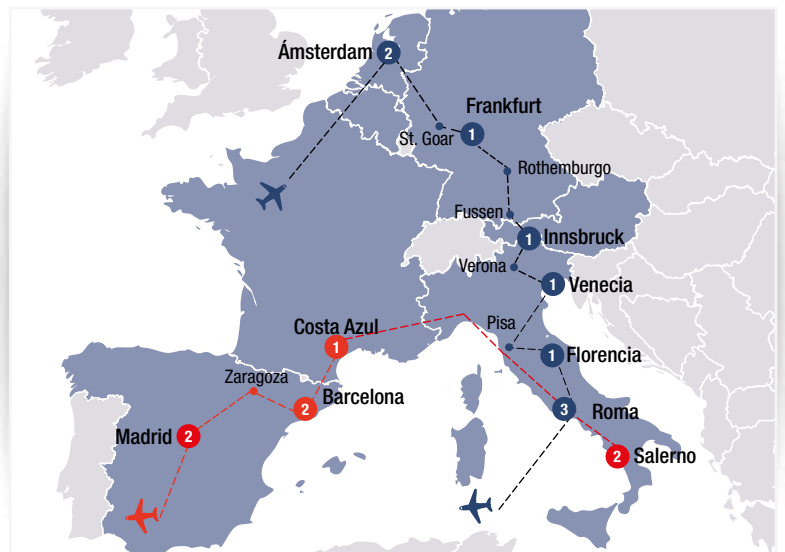 Ámsterdam 2
Frankfurt
1
St. Goar
Rothemburgo
Fussen
1 Innsbruck
Verona
1 Venecia
Costa Azul
1
Pisa
1 Florencia
Zaragoza
2 Barcelona
3 Roma
Madrid 2
2 Salerno